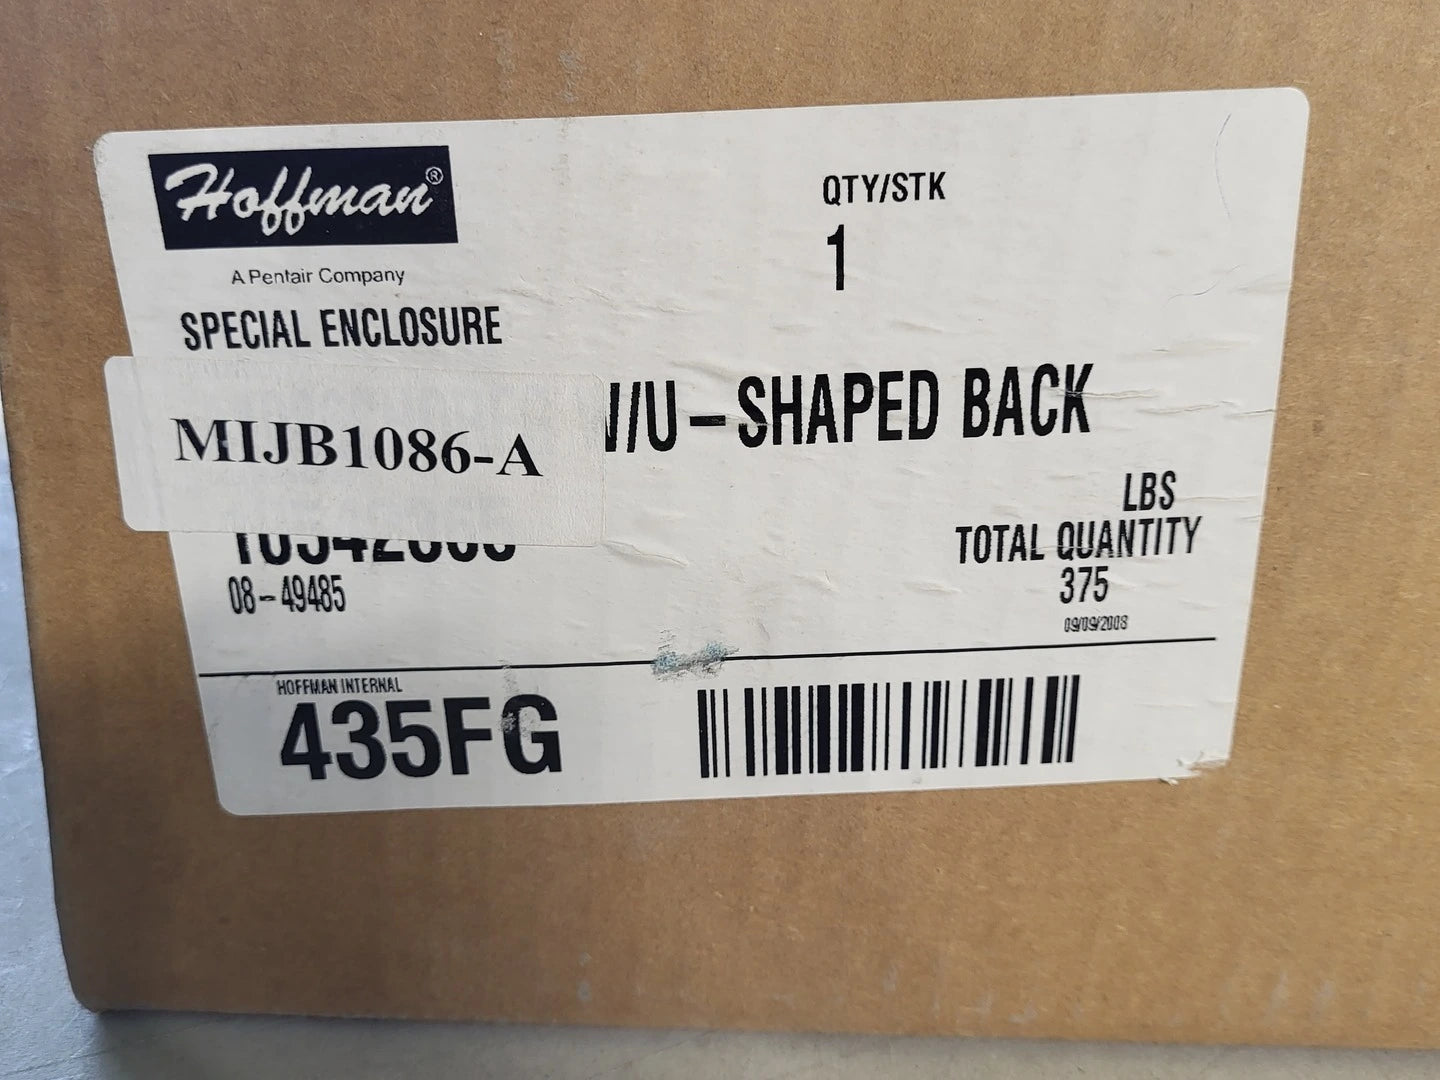 Hoffman®
A Pentair Company
QTY/STK
1
SPECIAL ENCLOSURE
/U-SHAPED BACK
MIJB1086-A
LBS
TOTAL QUANTITY
375
09/09/2008
08-49485
HOFFMAN INTERNAL
435FG